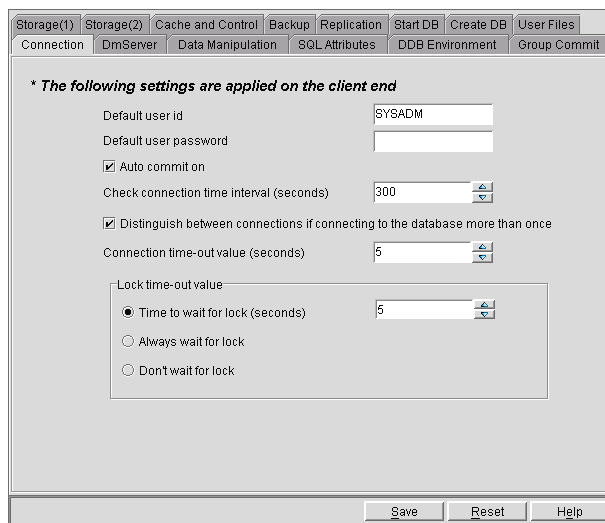 Storage(1) Storage(2) Cache and Control Backup Replication Start DB Create DB User Files
Connection DmServer Data Manipulation SQL Attributes DDB Environment Group Commit
* The following settings are applied on the client end
Default user id SYSADM
Default user password
Auto commit on
Check connection time interval (seconds) 300
Distinguish between connections if connecting to the database more than once
Connection time-out value (seconds) 5
Lock time-out value
Time to wait for lock (seconds) 5
Always wait for lock
Don't wait for lock
Save Reset Help